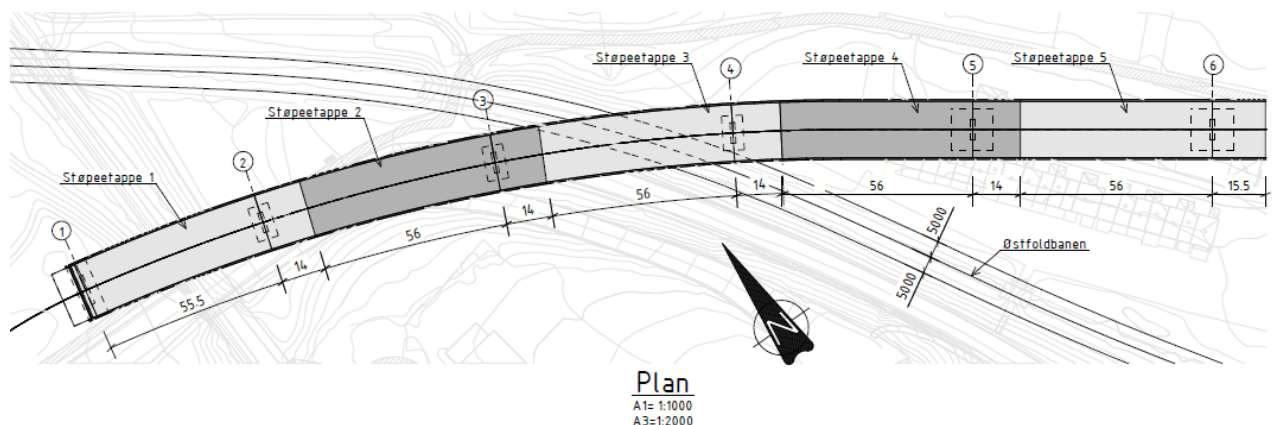 Støpeetappe 1
Støpeetappe 2
Støpeetappe 3
Støpeetappe 4
Støpeetappe 5
1
2
3
4
5
6
55.5
14
56
14
56
14
56
14
56
15.5
5000
5000
Østfoldbanen
N
Plan
A1= 1:1000
A3=1:2000